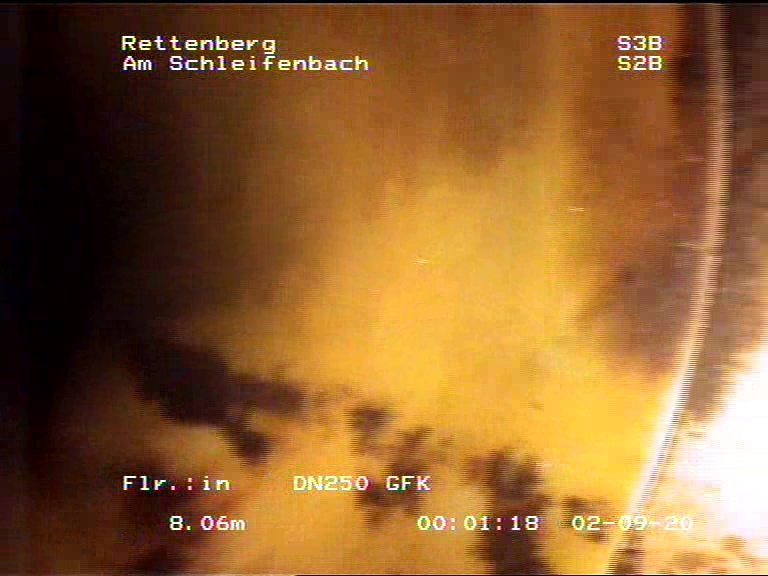 Rettenberg S3B
Am Schleifenbach S2B
Flr.:in DN250 GFK
8.06m 00:01:18 02-09-20